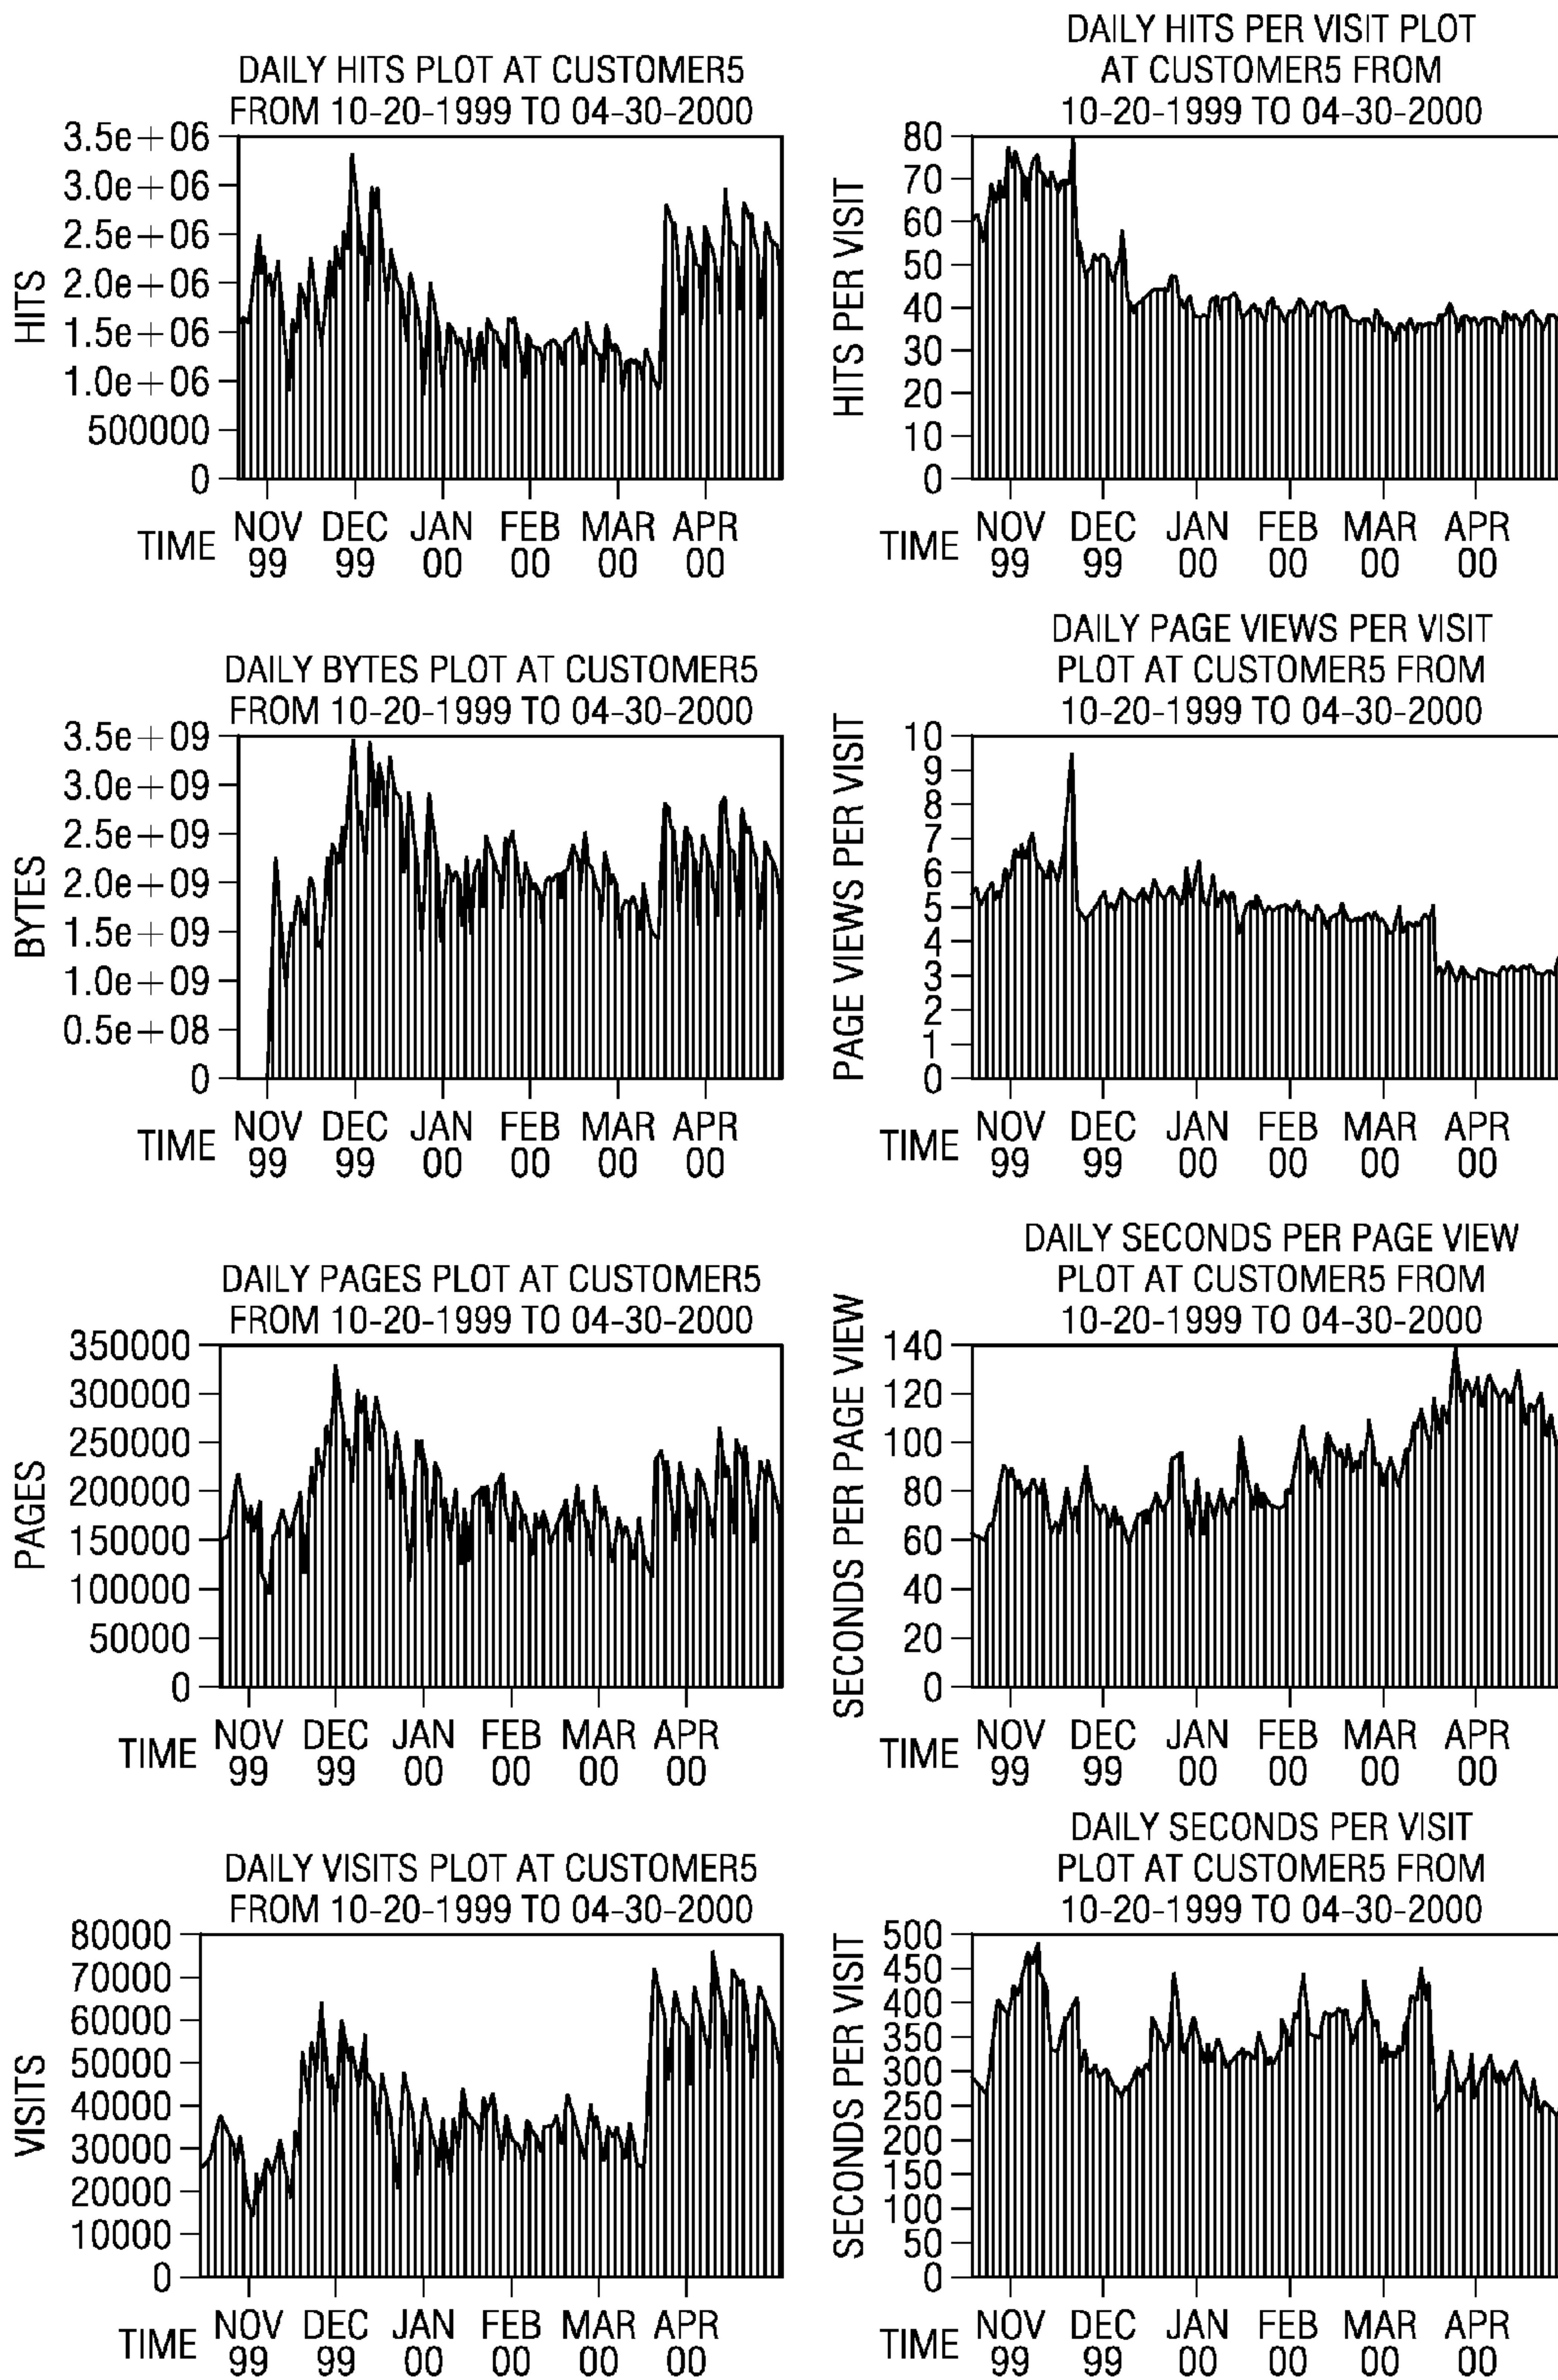 DAILY HITS PLOT AT CUSTOMER5
FROM 10-20-1999 TO 04-30-2000
HITS
3.5e+06
3.0e+06
2.5e+06
2.0e+06
1.5e+06
1.0e+06
500000
0
TIME
NOV DEC JAN FEB MAR APR
99 99 00 00 00 00
DAILY HITS PER VISIT PLOT
AT CUSTOMER5 FROM
10-20-1999 TO 04-30-2000
HITS PER VISIT
80
70
60
50
40
30
20
10
0
TIME
NOV DEC JAN FEB MAR APR
99 99 00 00 00 00
DAILY BYTES PLOT AT CUSTOMER5
FROM 10-20-1999 TO 04-30-2000
BYTES
3.5e+09
3.0e+09
2.5e+09
2.0e+09
1.5e+09
1.0e+09
0.5e+08
0
TIME
NOV DEC JAN FEB MAR APR
99 99 00 00 00 00
DAILY PAGE VIEWS PER VISIT
PLOT AT CUSTOMER5 FROM
10-20-1999 TO 04-30-2000
PAGE VIEWS PER VISIT
10
9
8
7
6
5
4
3
2
1
0
TIME
NOV DEC JAN FEB MAR APR
99 99 00 00 00 00
DAILY PAGES PLOT AT CUSTOMER5
FROM 10-20-1999 TO 04-30-2000
PAGES
350000
300000
250000
200000
150000
100000
50000
0
TIME
NOV DEC JAN FEB MAR APR
99 99 00 00 00 00
DAILY SECONDS PER PAGE VIEW
PLOT AT CUSTOMER5 FROM
10-20-1999 TO 04-30-2000
SECONDS PER PAGE VIEW
140
120
100
80
60
40
20
0
TIME
NOV DEC JAN FEB MAR APR
99 99 00 00 00 00
DAILY VISITS PLOT AT CUSTOMER5
FROM 10-20-1999 TO 04-30-2000
VISITS
80000
70000
60000
50000
40000
30000
20000
10000
0
TIME
NOV DEC JAN FEB MAR APR
99 99 00 00 00 00
DAILY SECONDS PER VISIT
PLOT AT CUSTOMER5 FROM
10-20-1999 TO 04-30-2000
SECONDS PER VISIT
500
450
400
350
300
250
200
150
100
50
0
TIME
NOV DEC JAN FEB MAR APR
99 99 00 00 00 00